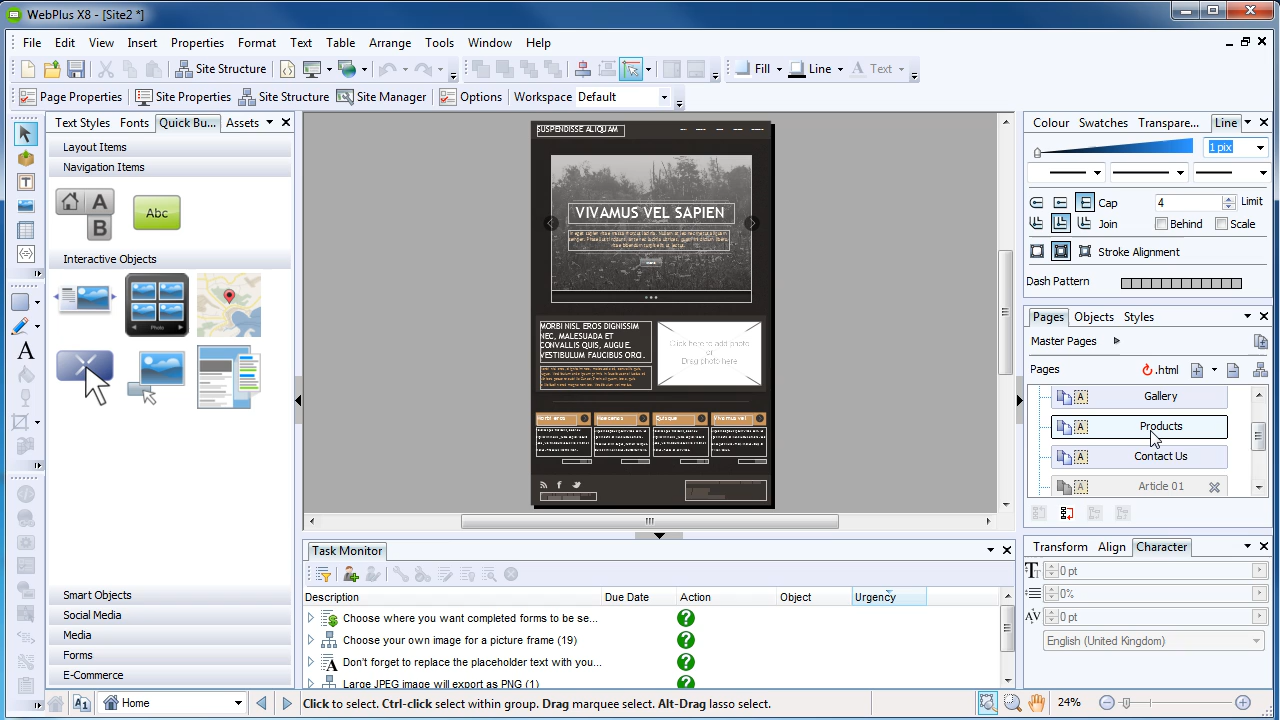 WebPlus X8 - [Site2 *]
File Edit View Insert Properties Format Text Table Arrange Tools Window Help
Site Structure
Fill Line Text
Page Properties Site Properties Site Structure Site Manager Options Workspace Default
Text Styles Fonts Quick Bu... Assets
Layout Items
Navigation Items
A
B
Abc
Interactive Objects
Photo
Smart Objects
Social Media
Media
Forms
E-Commerce
SUSPENDISSE ALIQUAM
VIVAMUS VEL SAPIEN
MORBI NISL EROS DIGNISSIM
NEC, MALESUADA ET
CONVALLIS QUIS, AUGUE.
VESTIBULUM FAUCIBUS ORCI.
Click here to add photo
or
Drag photo here
Morbi eros Maecenas Quisque Vivamus vel
Task Monitor
Description Due Date Action Object Urgency
Choose where you want completed forms to be se...
Choose your own image for a picture frame (19)
Don't forget to replace the placeholder text with you...
Large JPEG image will export as PNG (1)
Colour Swatches Transpare... Line
1 pix
Cap 4 Limit
Join Behind Scale
Stroke Alignment
Dash Pattern
Pages Objects Styles
Master Pages
Pages .html
Gallery
Products
Contact Us
Article 01
Transform Align Character
0 pt
0%
0 pt
English (United Kingdom)
Home
Click to select. Ctrl-click select within group. Drag marquee select. Alt-Drag lasso select.
24%